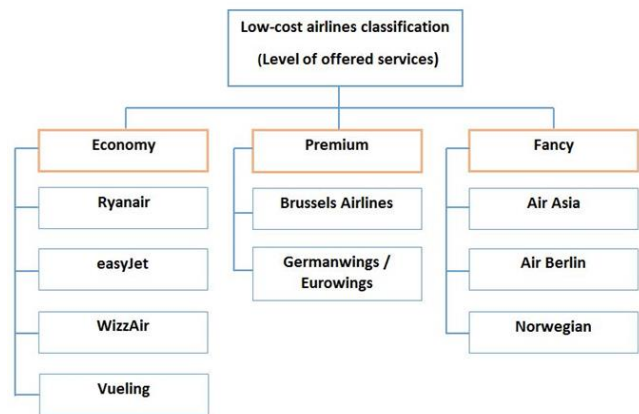 Low-cost airlines classification
(Level of offered services)
Economy
Ryanair
easyJet
WizzAir
Vueling
Premium
Brussels Airlines
Germanwings /
Eurowings
Fancy
Air Asia
Air Berlin
Norwegian